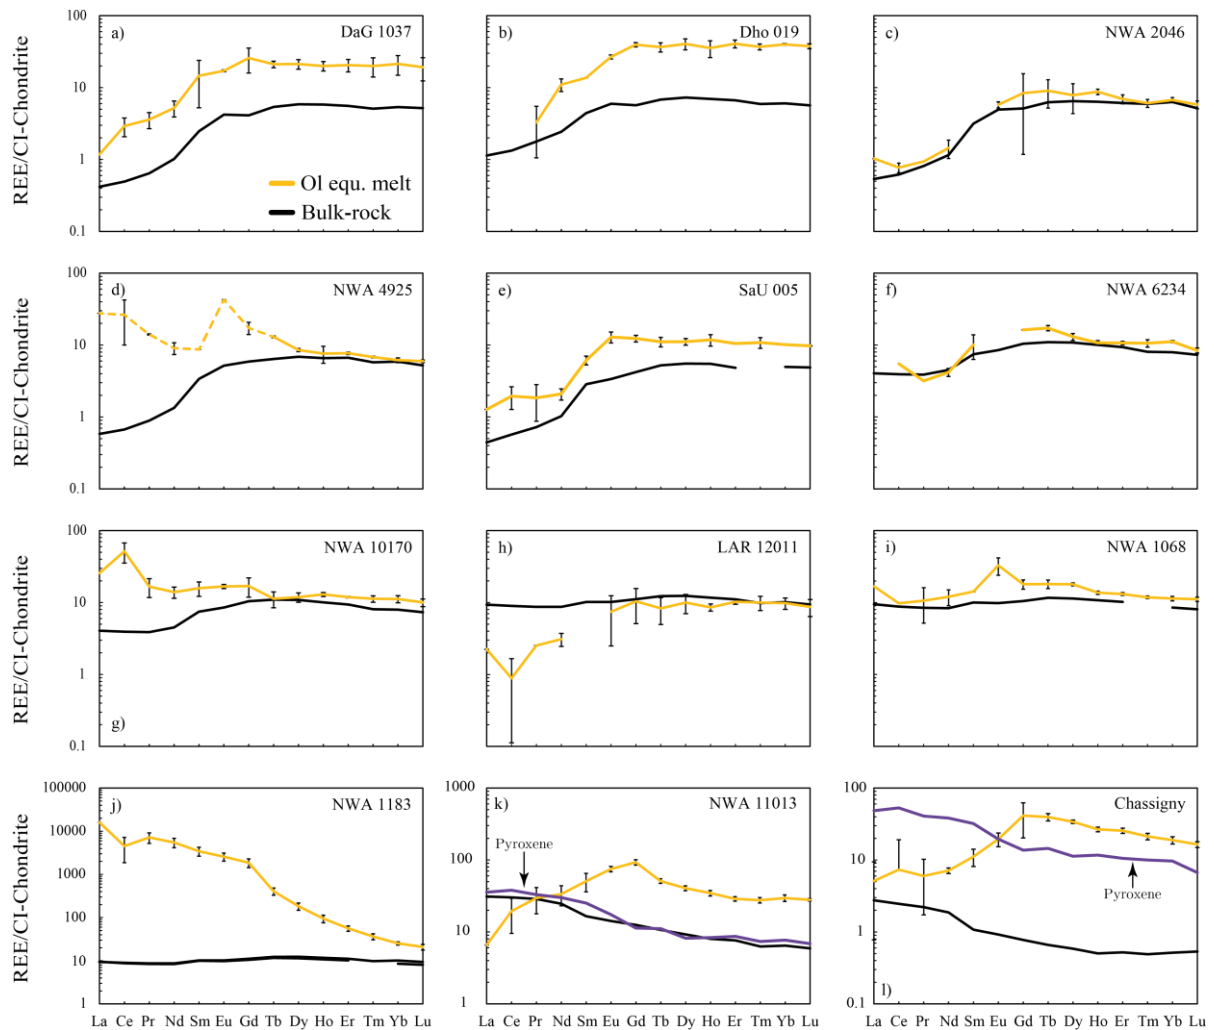 a) DaG 1037
b) Dho 019
c) NWA 2046
REE/CI-Chondrite
100
10
1
0.1
Ol equ. melt
Bulk-rock
d) NWA 4925
e) SaU 005
f) NWA 6234
REE/CI-Chondrite
100
10
1
0.1
NWA 10170
g)
h) LAR 12011
i) NWA 1068
REE/CI-Chondrite
100
10
1
0.1
j) NWA 1183
REE/CI-Chondrite
100000
10000
1000
100
10
1
k) NWA 11013
1000
100
10
1
Pyroxene
Chassigny
l)
100
10
1
0.1
Pyroxene
La Ce Pr Nd Sm Eu Gd Tb Dy Ho Er Tm Yb Lu
La Ce Pr Nd Sm Eu Gd Tb Dy Ho Er Tm Yb Lu
La Ce Pr Nd Sm Eu Gd Tb Dy Ho Er Tm Yb Lu